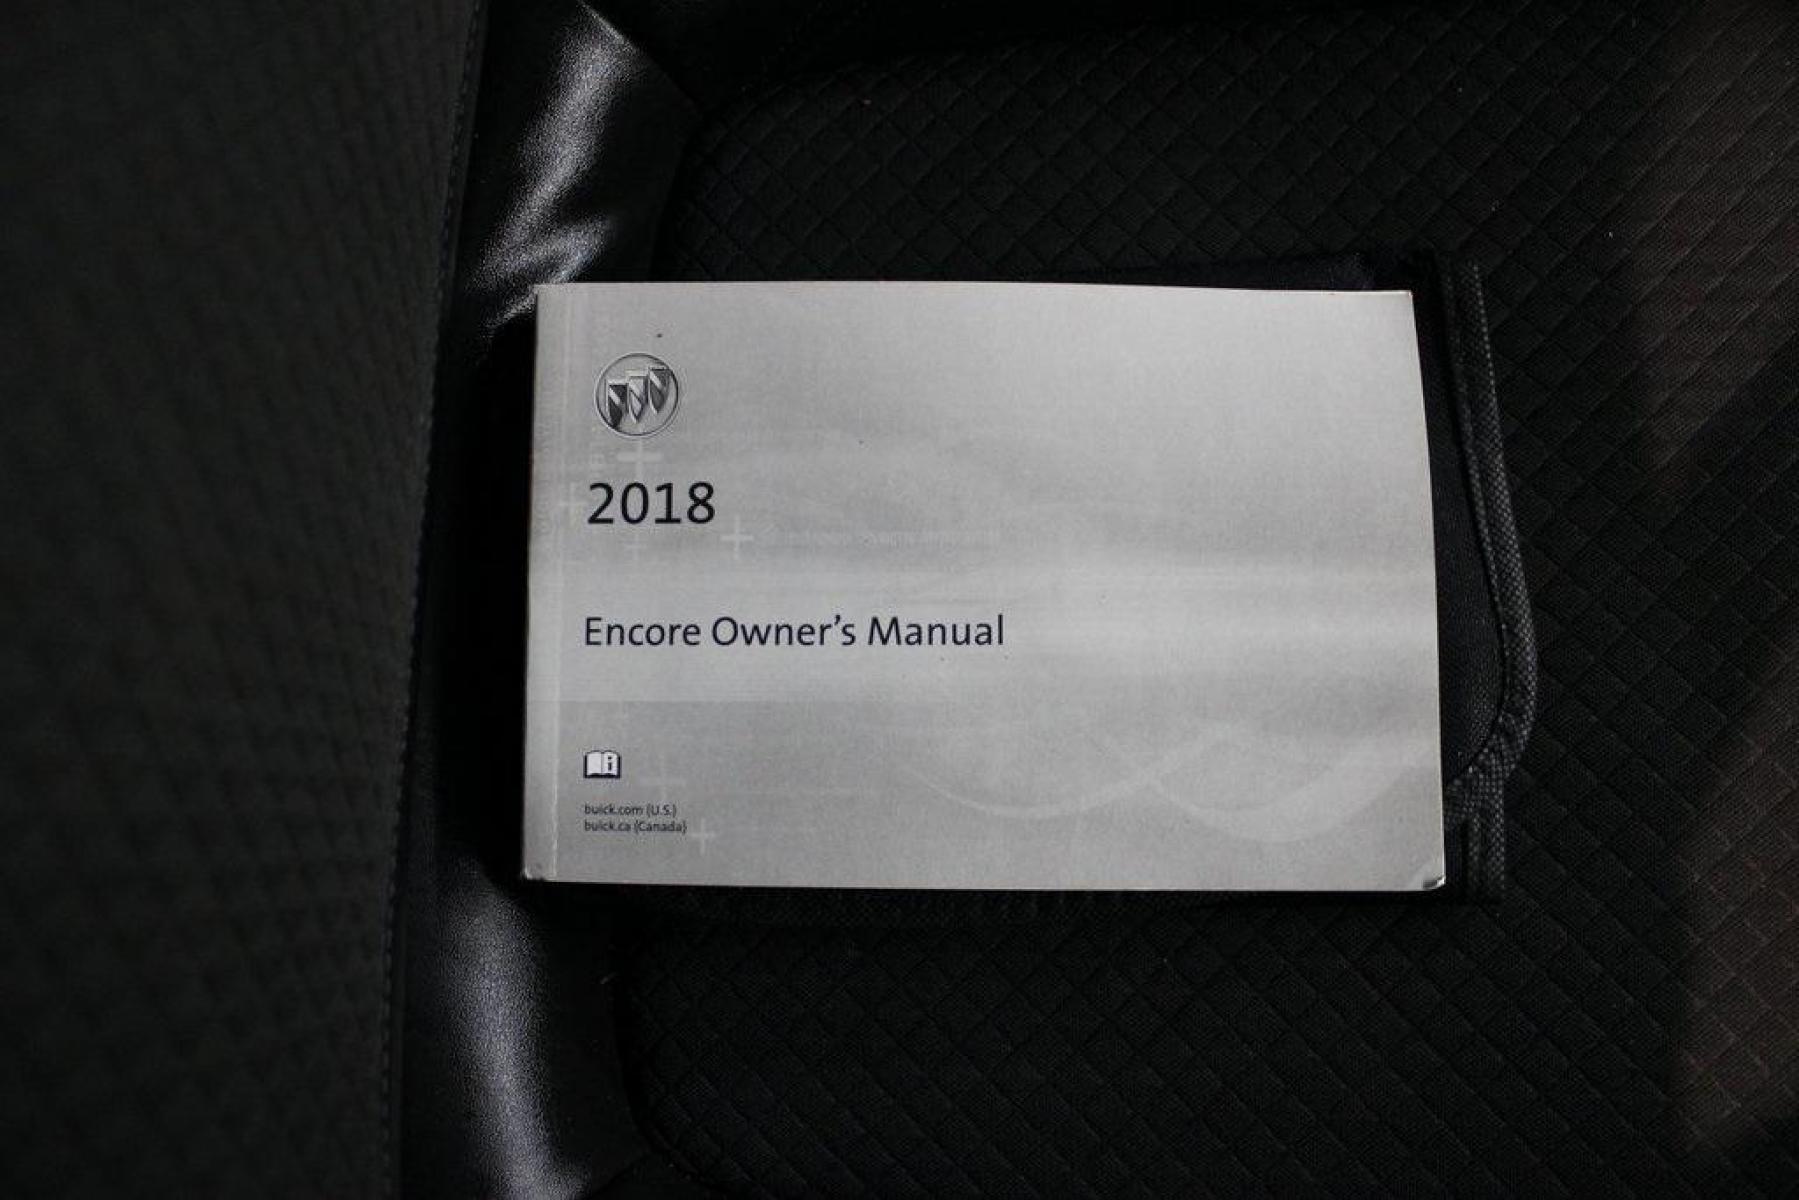 2018
Encore Owner's Manual
buick.com (U.S.)
buick.ca (Canada)